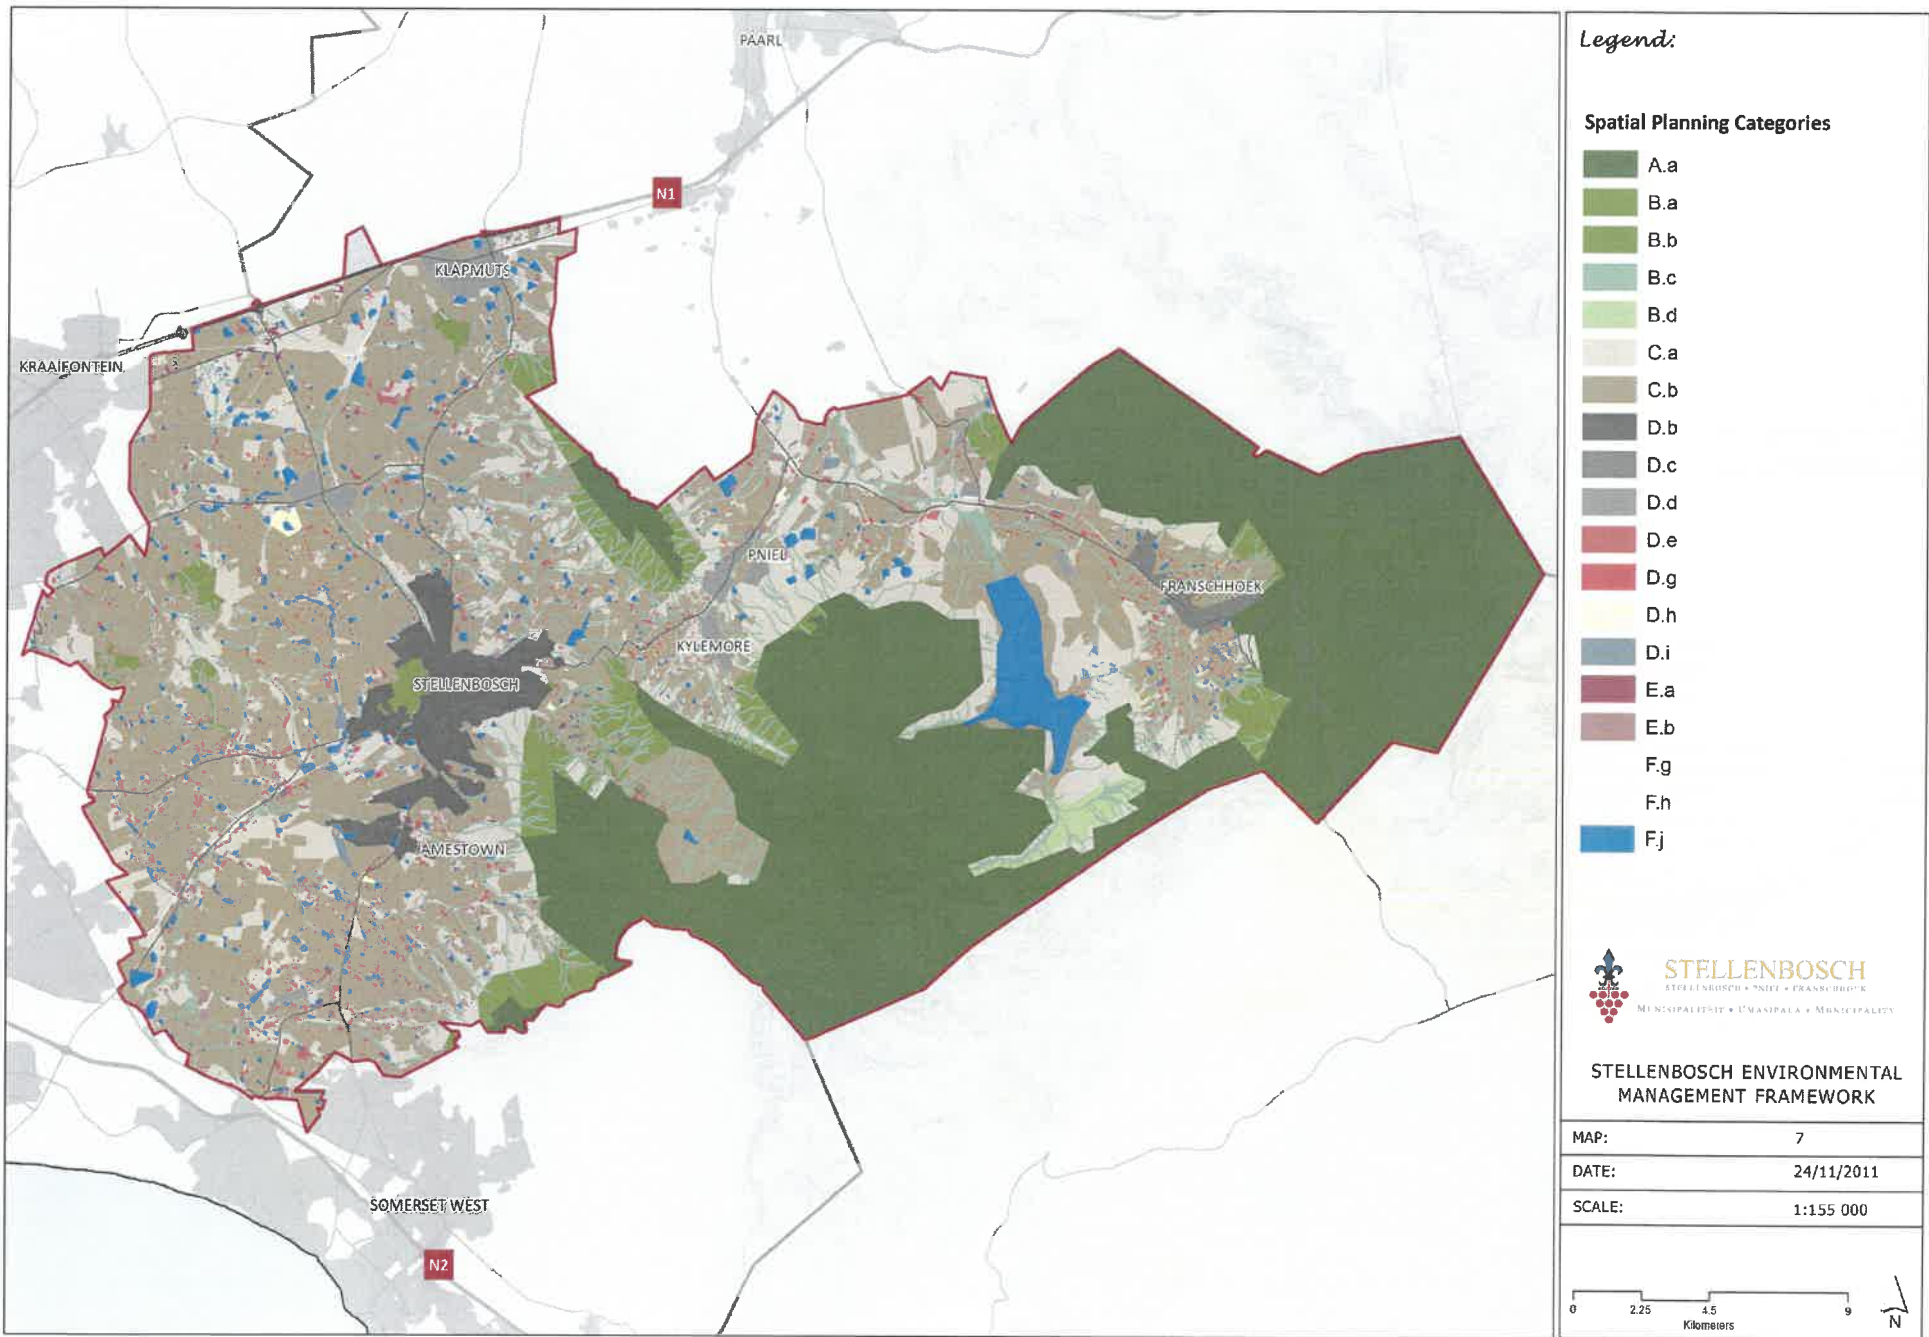 PAARL
N1
KLAPMUTS
KRAAIFONTEIN
PNIEL
FRANSCHHOEK
KYLEMORE
STELLENBOSCH
AMESTOWN
SOMERSET WEST
N2
Legend:
Spatial Planning Categories
A.a
B.a
B.b
B.c
B.d
C.a
C.b
D.b
D.c
D.d
D.e
D.g
D.h
D.i
E.a
E.b
F.g
F.h
F.j
STELLENBOSCH
STELLENBOSCH • PNIEL • FRANSCHHOEK
MUNISIPALITEIT • UMASIPALA • MUNICIPALITY
STELLENBOSCH ENVIRONMENTAL
MANAGEMENT FRAMEWORK
MAP: 7
DATE: 24/11/2011
SCALE: 1:155 000
0 2.25 4.5 9
Kilometers
N